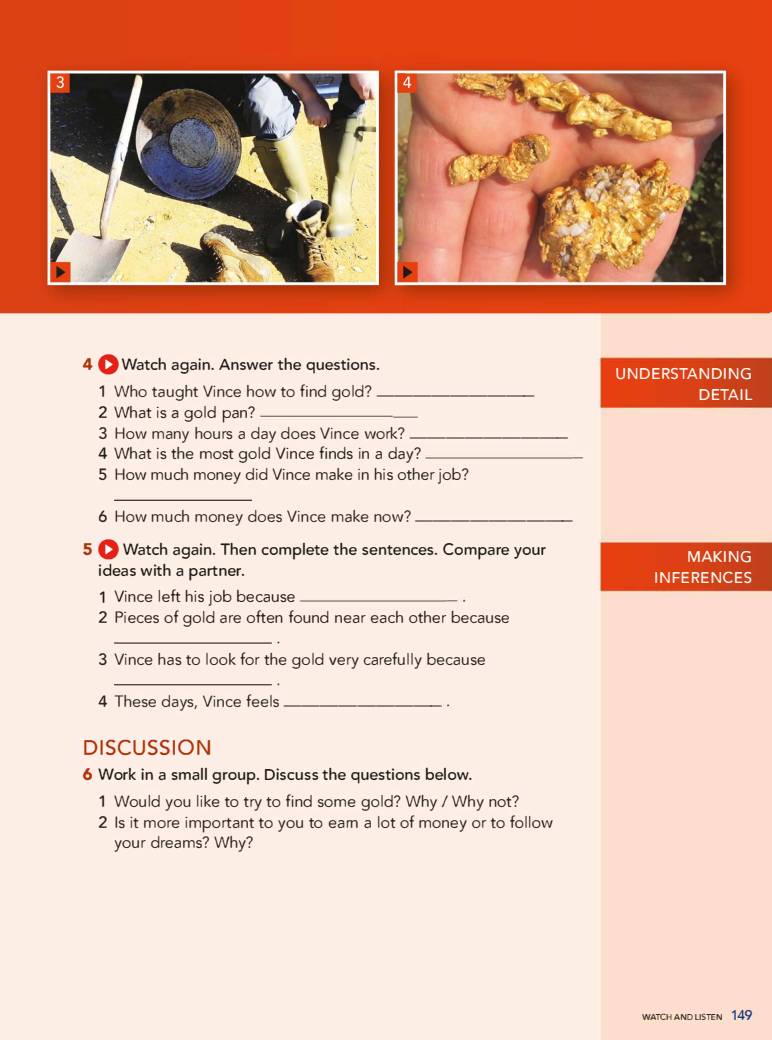 3
4
4 Watch again. Answer the questions.
UNDERSTANDING
DETAIL
1 Who taught Vince how to find gold?
2 What is a gold pan?
3 How many hours a day does Vince work?
4 What is the most gold Vince finds in a day?
5 How much money did Vince make in his other job?
6 How much money does Vince make now?
5 Watch again. Then complete the sentences. Compare your
ideas with a partner.
MAKING
INFERENCES
1 Vince left his job because ___ .
2 Pieces of gold are often found near each other because
___ .
3 Vince has to look for the gold very carefully because
___ .
4 These days, Vince feels ___ .
DISCUSSION
6 Work in a small group. Discuss the questions below.
1 Would you like to try to find some gold? Why / Why not?
2 Is it more important to you to earn a lot of money or to follow
your dreams? Why?
WATCH AND LISTEN 149